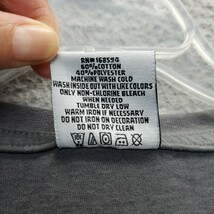 RN#168594
60%COTTON
40%POLYESTER
MACHINE WASH COLD
WASH INSIDE OUT WITH LIKE COLORS
ONLY NON-CHLORINE BLEACH
WHEN NEEDED
TUMBLE DRY LOW
WARM IRON IF NECESSARY
DO NOT IRON ON DECORATION
DO NOT DRY CLEAN